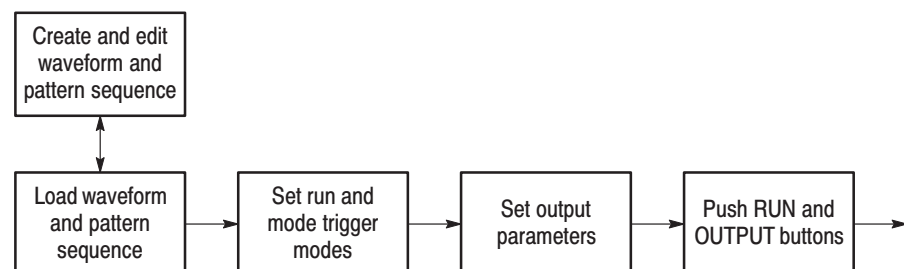 Create and edit
waveform and
pattern sequence
Load waveform
and pattern
sequence
Set run and
mode trigger
modes
Set output
parameters
Push RUN and
OUTPUT buttons